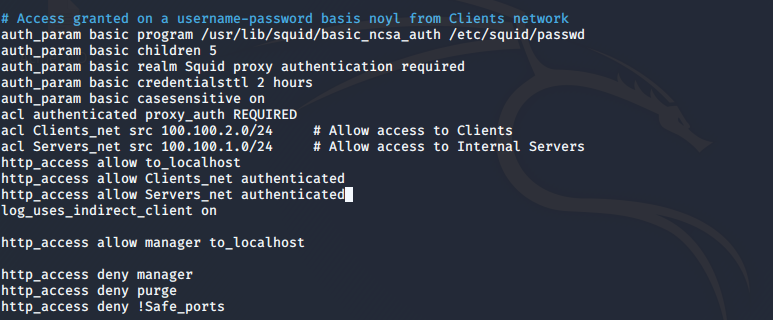 # Access granted on a username-password basis noyl from Clients network
auth_param basic program /usr/lib/squid/basic_ncsa_auth /etc/squid/passwd
auth_param basic children 5
auth_param basic realm Squid proxy authentication required
auth_param basic credentialsttl 2 hours
auth_param basic casesensitive on
acl authenticated proxy_auth REQUIRED
acl Clients_net src 100.100.2.0/24     # Allow access to Clients
acl Servers_net src 100.100.1.0/24     # Allow access to Internal Servers
http_access allow to_localhost
http_access allow Clients_net authenticated
http_access allow Servers_net authenticated
log_uses_indirect_client on
http_access allow manager to_localhost
http_access deny manager
http_access deny purge
http_access deny !Safe_ports